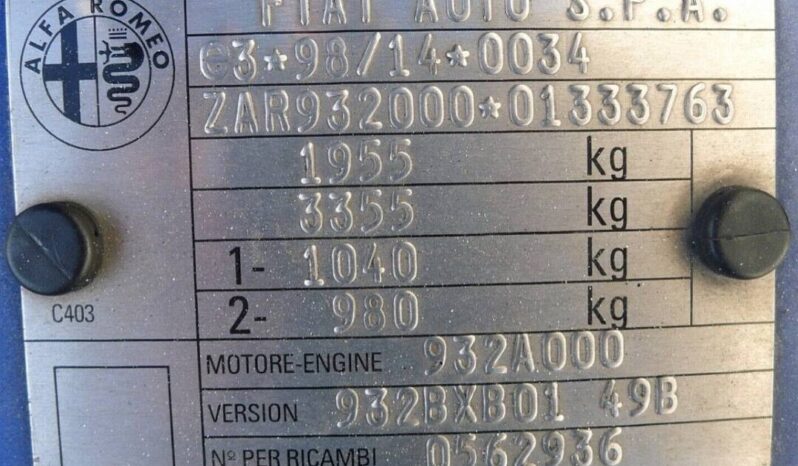 ALFA ROMEO
FIAT AUTO S.P.A.
e3*98/14*0034
ZAR932000*01333763
1955 kg
3355 kg
1- 1040 kg
2- 980 kg
C403
MOTORE-ENGINE 932A000
VERSION 932BXB01 49B
Nº PER RICAMBI 0562936